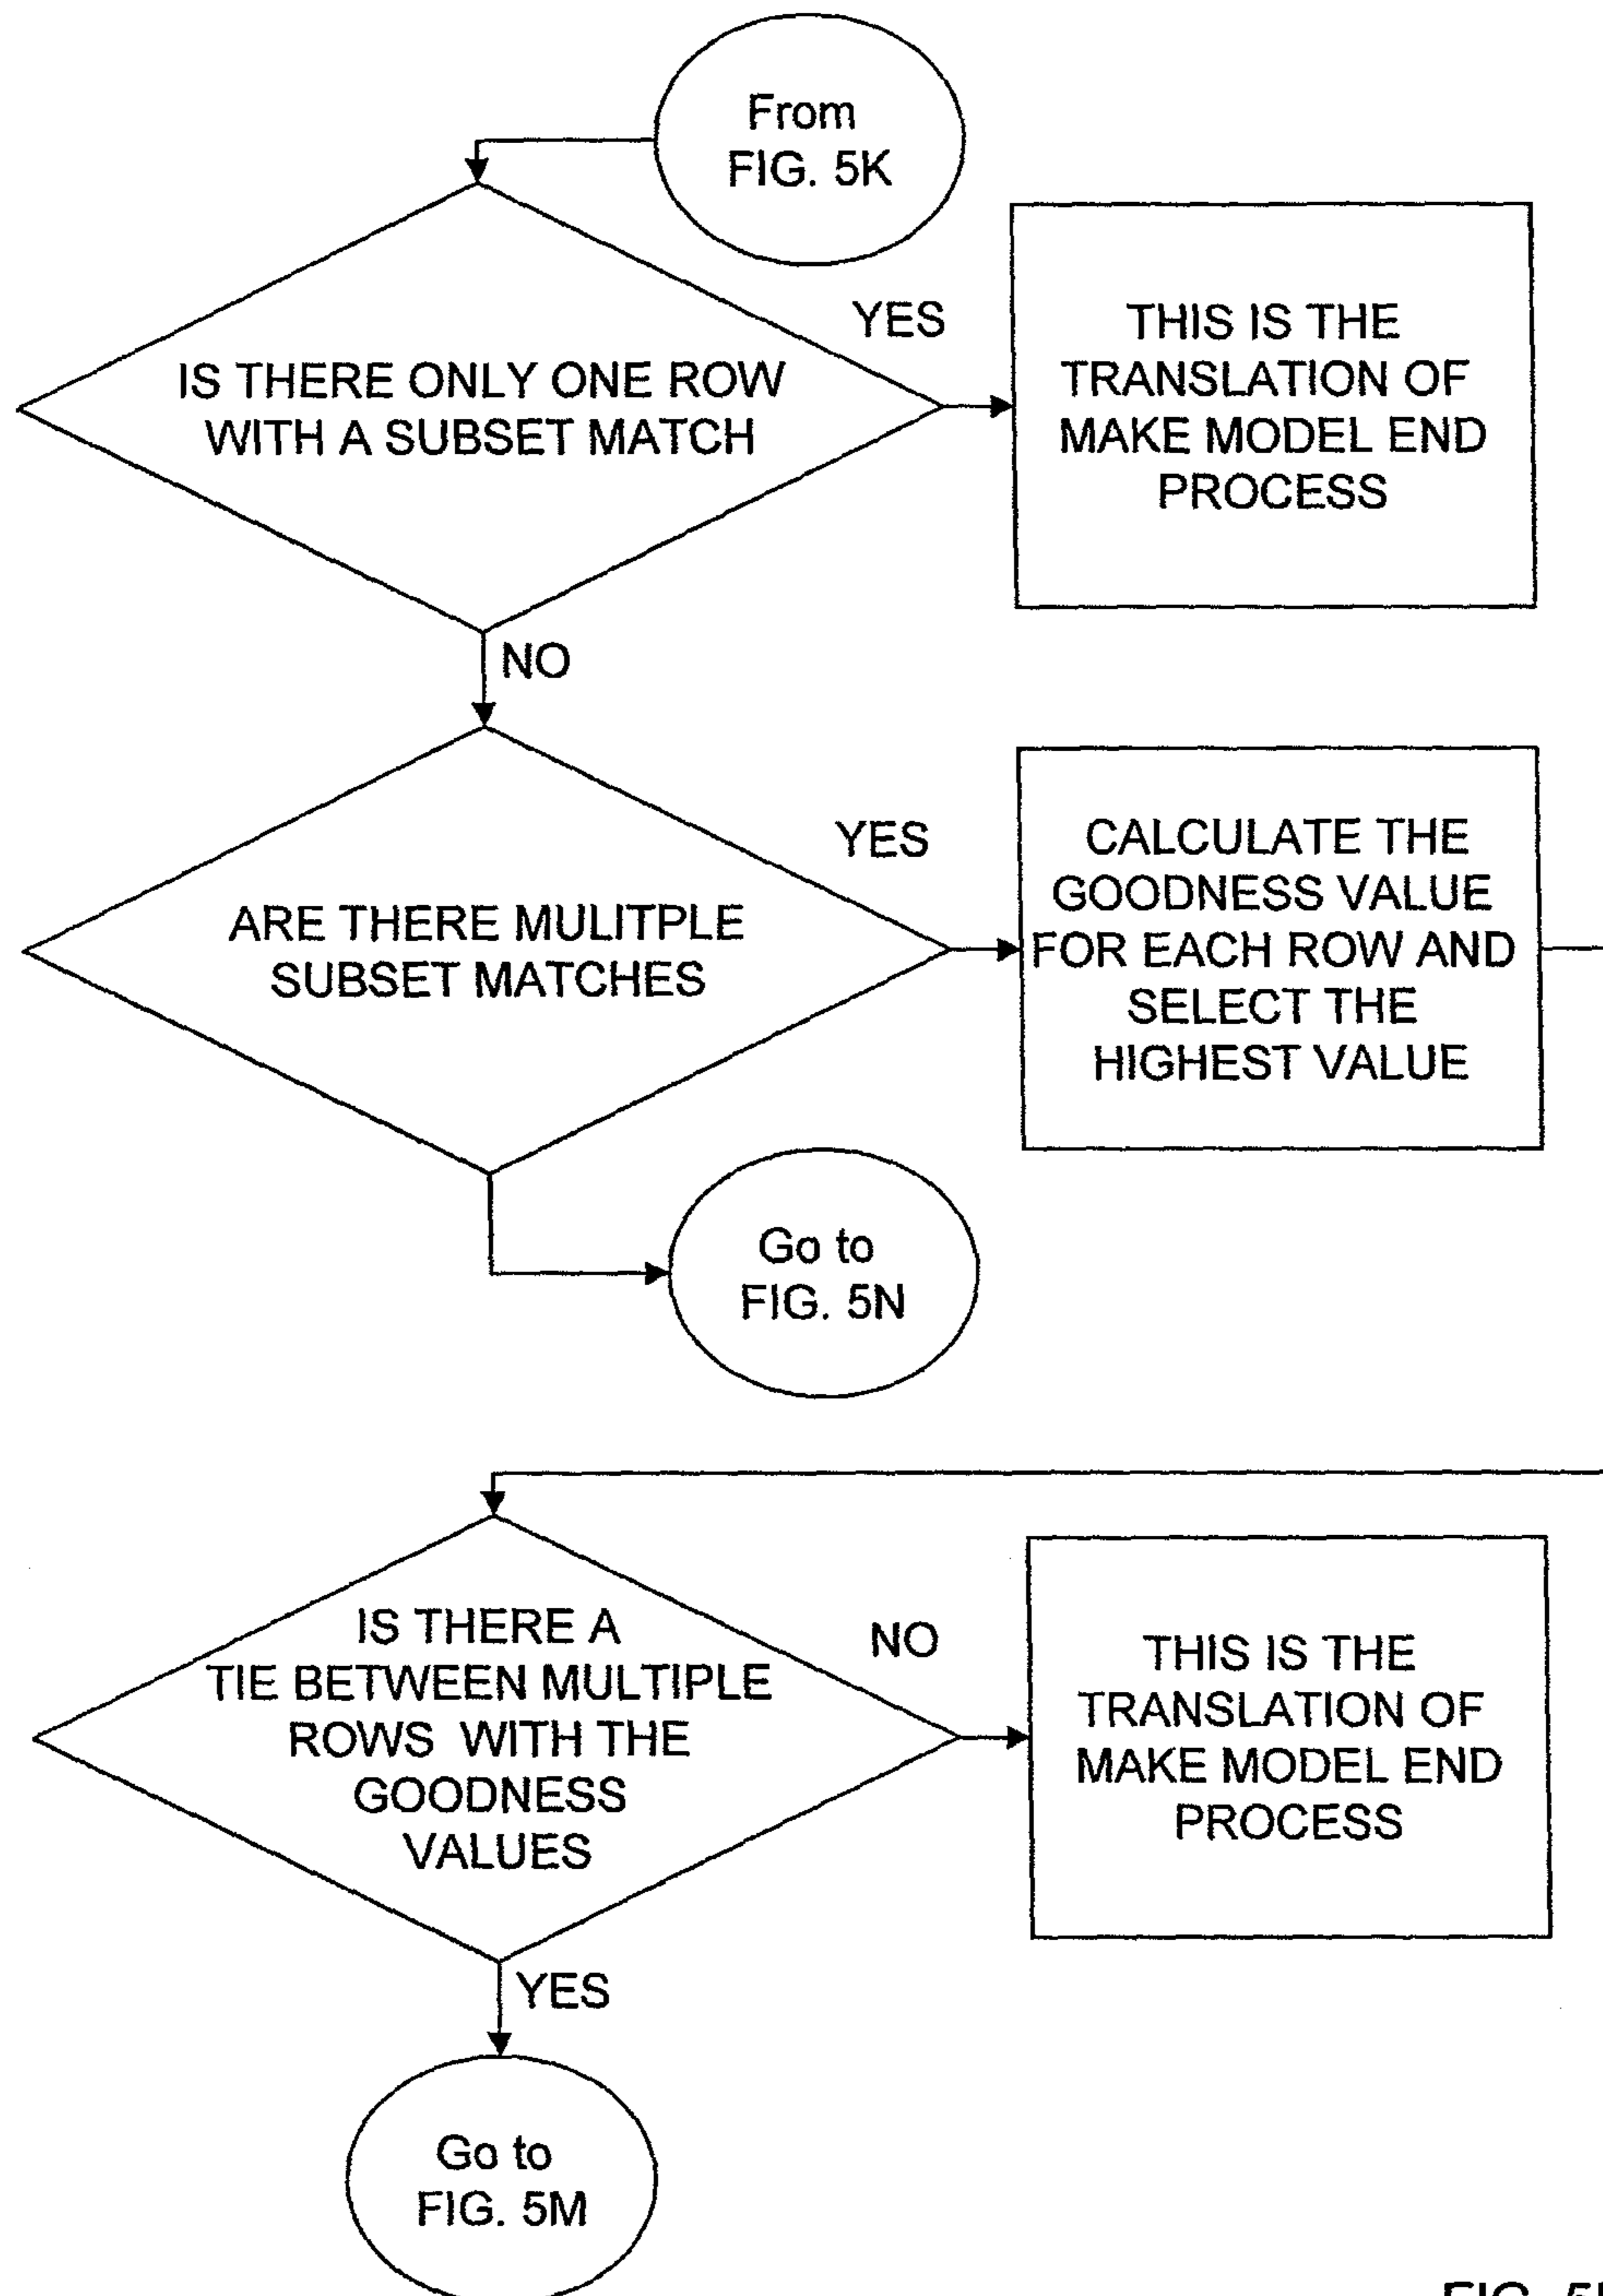 From
FIG. 5K
IS THERE ONLY ONE ROW
WITH A SUBSET MATCH
YES
THIS IS THE
TRANSLATION OF
MAKE MODEL END
PROCESS
NO
ARE THERE MULITPLE
SUBSET MATCHES
YES
CALCULATE THE
GOODNESS VALUE
FOR EACH ROW AND
SELECT THE
HIGHEST VALUE
Go to
FIG. 5N
IS THERE A
TIE BETWEEN MULTIPLE
ROWS WITH THE
GOODNESS
VALUES
NO
THIS IS THE
TRANSLATION OF
MAKE MODEL END
PROCESS
YES
Go to
FIG. 5M
FIG.